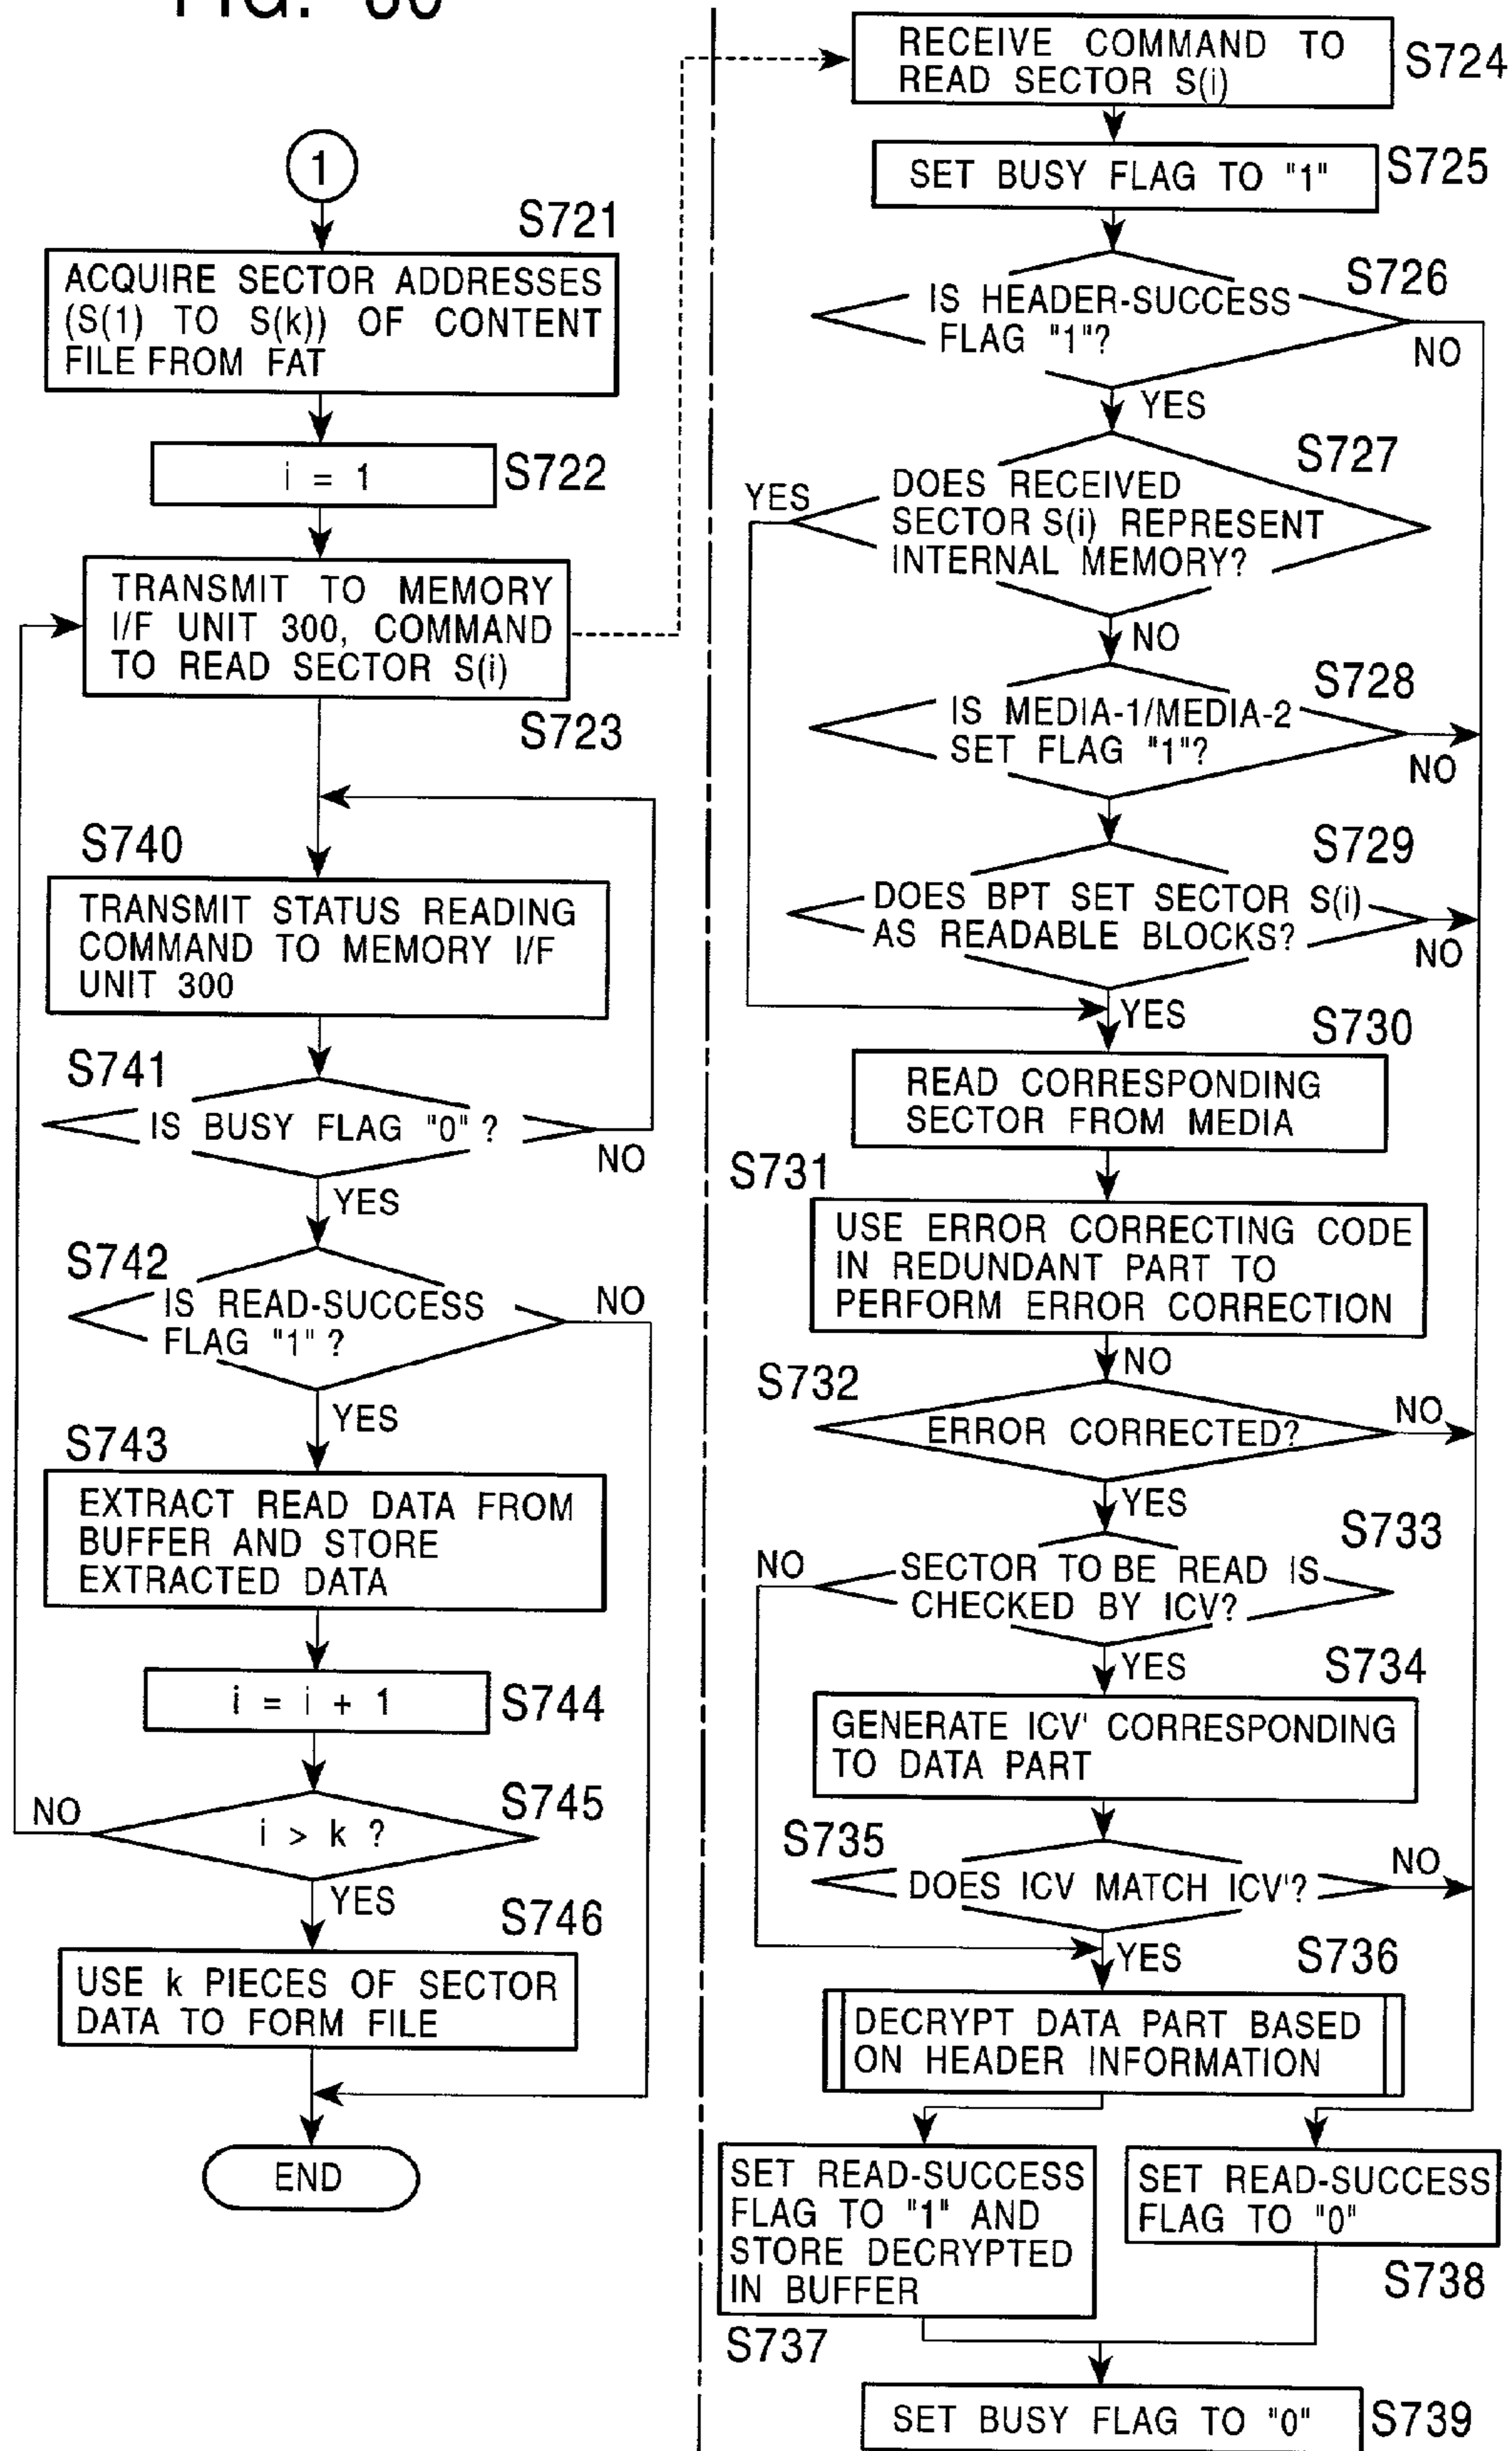 FIG.
1
S721
ACQUIRE SECTOR ADDRESSES
(S(1) TO S(k)) OF CONTENT
FILE FROM FAT
i = 1
S722
TRANSMIT TO MEMORY
I/F UNIT 300, COMMAND
TO READ SECTOR S(i)
S723
S740
TRANSMIT STATUS READING
COMMAND TO MEMORY I/F
UNIT 300
S741
IS BUSY FLAG "0" ?
NO
YES
S742
IS READ-SUCCESS
FLAG "1" ?
NO
YES
S743
EXTRACT READ DATA FROM
BUFFER AND STORE
EXTRACTED DATA
i = i + 1
S744
S745
NO
i > k ?
YES
S746
USE k PIECES OF SECTOR
DATA TO FORM FILE
END
RECEIVE COMMAND TO
READ SECTOR S(i)
S724
SET BUSY FLAG TO "1"
S725
S726
IS HEADER-SUCCESS
FLAG "1"?
NO
YES
S727
YES
DOES RECEIVED
SECTOR S(i) REPRESENT
INTERNAL MEMORY?
NO
S728
IS MEDIA-1/MEDIA-2
SET FLAG "1"?
NO
S729
DOES BPT SET SECTOR S(i)
AS READABLE BLOCKS?
NO
YES
S730
READ CORRESPONDING
SECTOR FROM MEDIA
S731
USE ERROR CORRECTING CODE
IN REDUNDANT PART TO
PERFORM ERROR CORRECTION
NO
S732
ERROR CORRECTED?
NO
YES
S733
NO
SECTOR TO BE READ IS
CHECKED BY ICV?
YES
S734
GENERATE ICV' CORRESPONDING
TO DATA PART
S735
DOES ICV MATCH ICV'?
NO
YES
S736
DECRYPT DATA PART BASED
ON HEADER INFORMATION
SET READ-SUCCESS
FLAG TO "1" AND
STORE DECRYPTED
IN BUFFER
S737
SET READ-SUCCESS
FLAG TO "0"
S738
SET BUSY FLAG TO "0"
S739